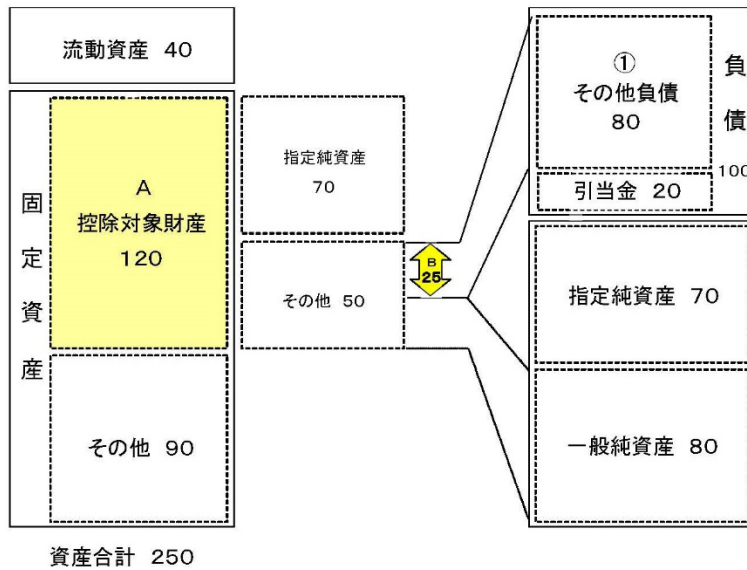 流動資産 40
固定資産
A
控除対象財産
120
その他 90
資産合計 250
指定純資産
70
その他 50
B
25
①
その他負債
80
負債
100
引当金 20
指定純資産 70
一般純資産 80